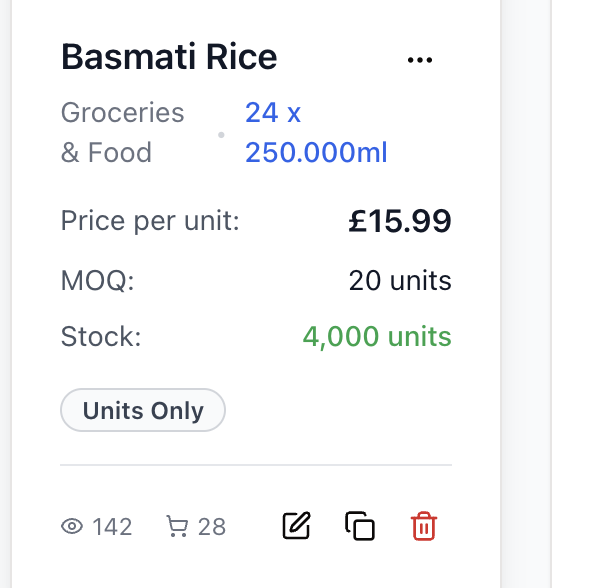 Basmati Rice
...
Groceries
& Food
•
24 x
250.000ml
Price per unit: £15.99
MOQ: 20 units
Stock: 4,000 units
Units Only
142 28